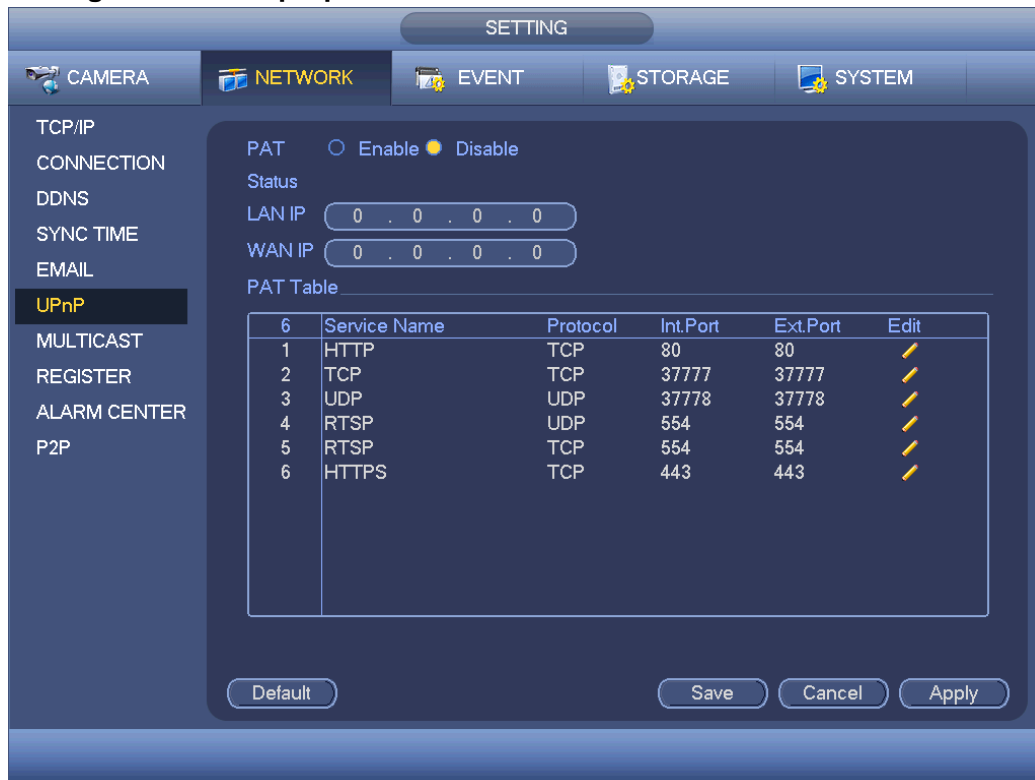 SETTING
CAMERA NETWORK EVENT STORAGE SYSTEM
TCP/IP
CONNECTION
DDNS
SYNC TIME
EMAIL
UPnP
MULTICAST
REGISTER
ALARM CENTER
P2P
PAT Enable Disable
Status
LAN IP 0 . 0 . 0 . 0
WAN IP 0 . 0 . 0 . 0
PAT Table
6 Service Name Protocol Int.Port Ext.Port Edit
1 HTTP TCP 80 80
2 TCP TCP 37777 37777
3 UDP UDP 37778 37778
4 RTSP UDP 554 554
5 RTSP TCP 554 554
6 HTTPS TCP 443 443
Default Save Cancel Apply